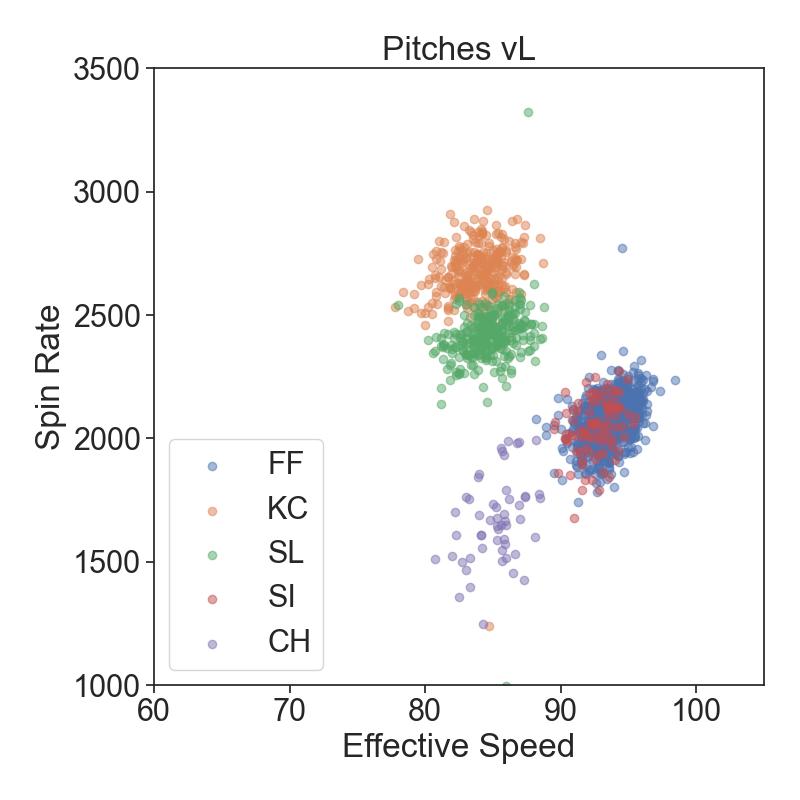 Pitches vL
3500
3000
2500
2000
1500
1000
Spin Rate
FF
KC
SL
SI
CH
60 70 80 90 100
Effective Speed